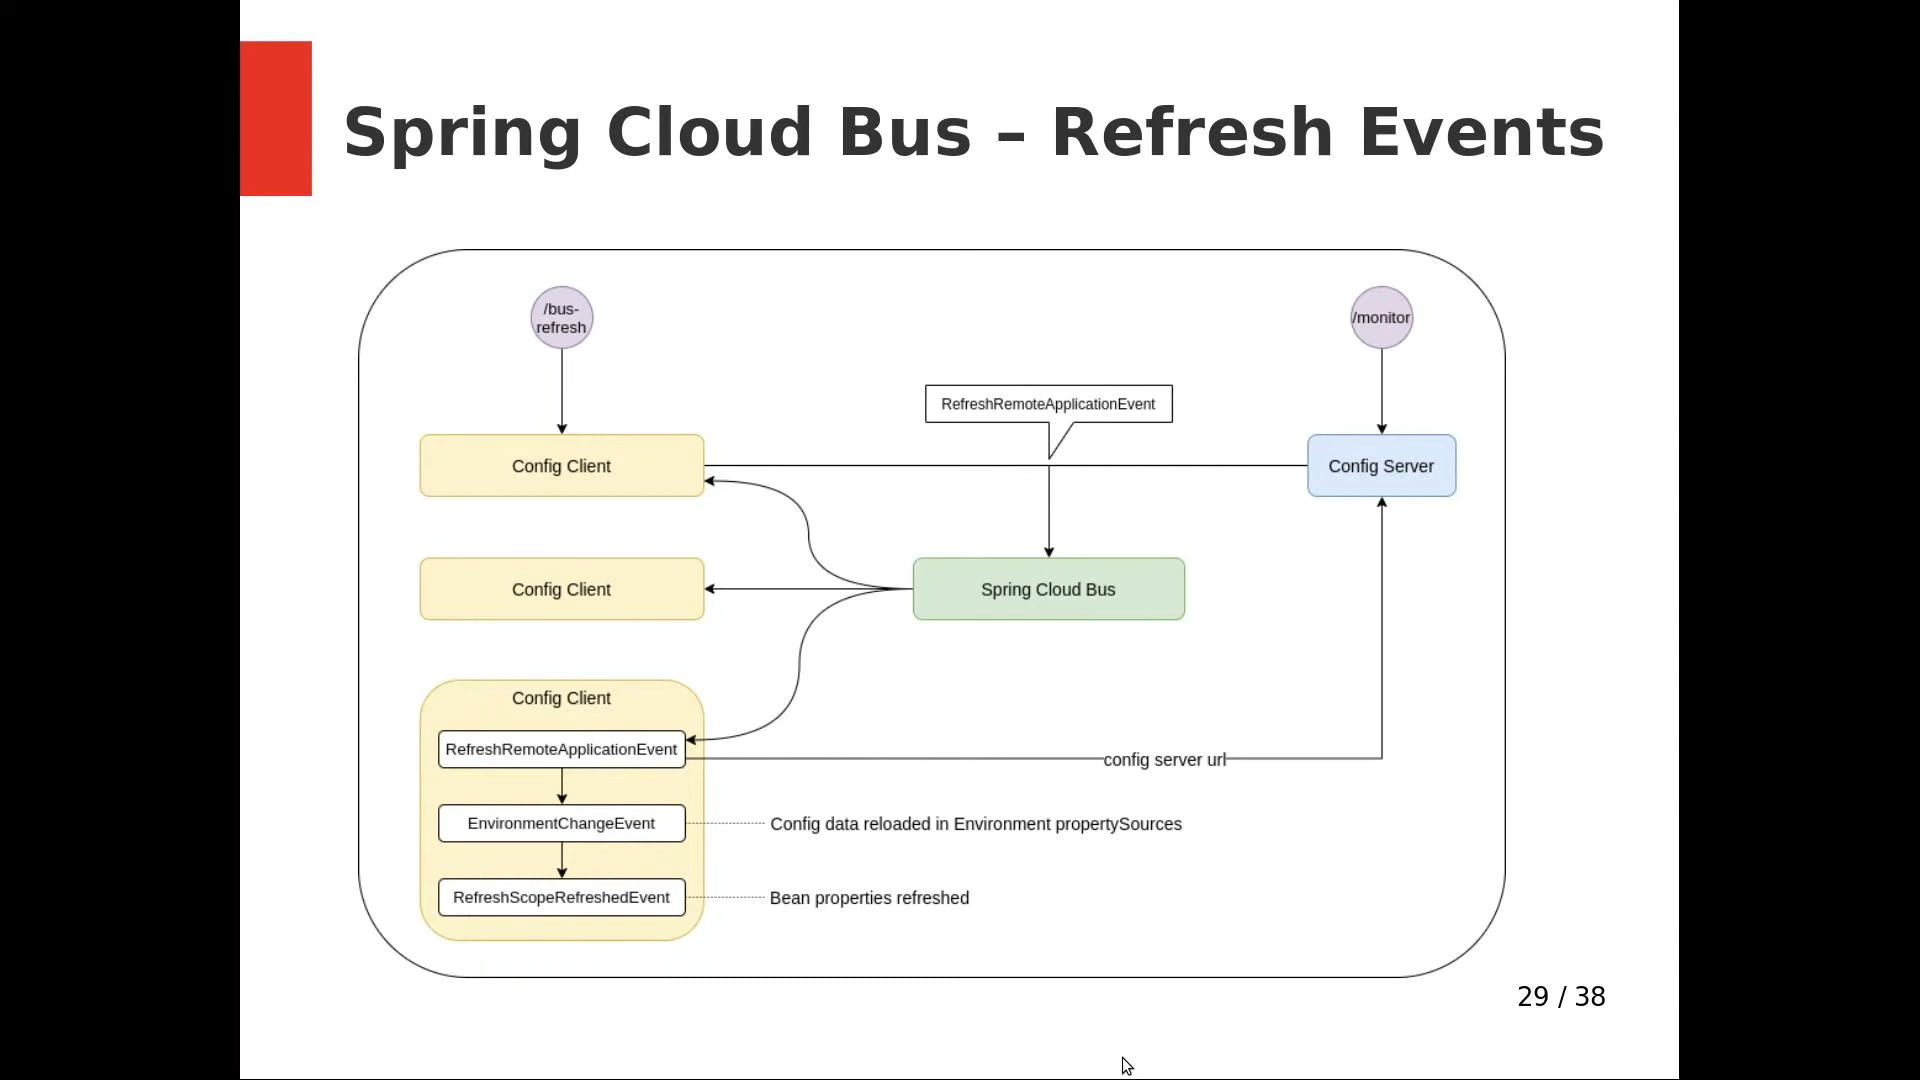 Spring Cloud Bus – Refresh Events
/bus-
refresh
/monitor
RefreshRemoteApplicationEvent
Config Client
Config Server
Config Client
Spring Cloud Bus
Config Client
RefreshRemoteApplicationEvent
config server url
EnvironmentChangeEvent
Config data reloaded in Environment propertySources
RefreshScopeRefreshedEvent
Bean properties refreshed
29 / 38